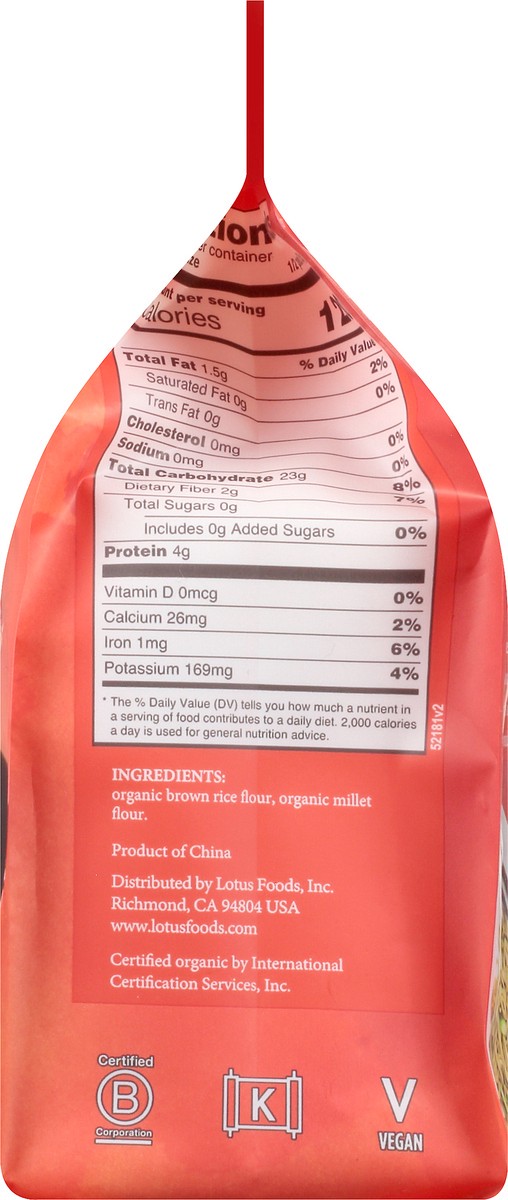 er container
per serving
% Daily Value
Total Fat 1.5g 2%
Saturated Fat 0g 0%
Trans Fat 0g
Cholesterol 0mg 0%
Sodium 0mg 0%
Total Carbohydrate 23g 8%
Dietary Fiber 2g 7%
Total Sugars 0g
Includes 0g Added Sugars 0%
Protein 4g
Vitamin D 0mcg 0%
Calcium 26mg 2%
Iron 1mg 6%
Potassium 169mg 4%
* The % Daily Value (DV) tells you how much a nutrient in
a serving of food contributes to a daily diet. 2,000 calories
a day is used for general nutrition advice.
52181v2
INGREDIENTS:
organic brown rice flour, organic millet
flour.
Product of China
Distributed by Lotus Foods, Inc.
Richmond, CA 94804 USA
www.lotusfoods.com
Certified organic by International
Certification Services, Inc.
Certified
B
Corporation
K
V
VEGAN